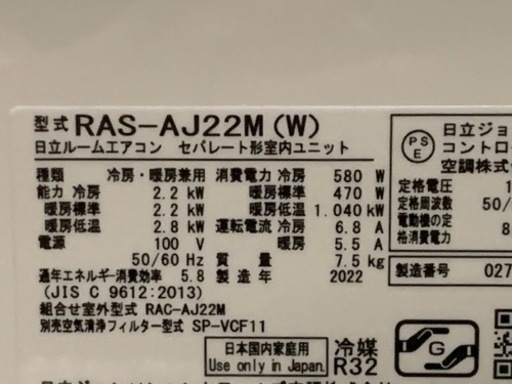 型式 RAS-AJ22M (W)
日立ルームエアコン セパレート形室内ユニット
種類 冷房・暖房兼用 消費電力 冷房 580 W
能力 冷房 2.2 kW 暖房標準 470 W
暖房標準 2.2 kW 暖房低温 1.040 kW
暖房低温 2.8 kW 運転電流 冷房 6.8 A
電源 100 V 暖房 5.5 A
50/60 Hz 質量 7.5 kg
通年エネルギー消費効率 5.8 製造年 2022
(JIS C 9612:2013)
組合せ室外型式 RAC-AJ22M
別売空気清浄フィルター型式 SP-VCF11
日本国内家庭用
Use only in Japan.
冷媒
R32
G
PS
E
日立ジョ
コントロ
空調株式
定格電圧 1
定格周波数 50/
電動機の定
格消費電力 8
製造番号 027